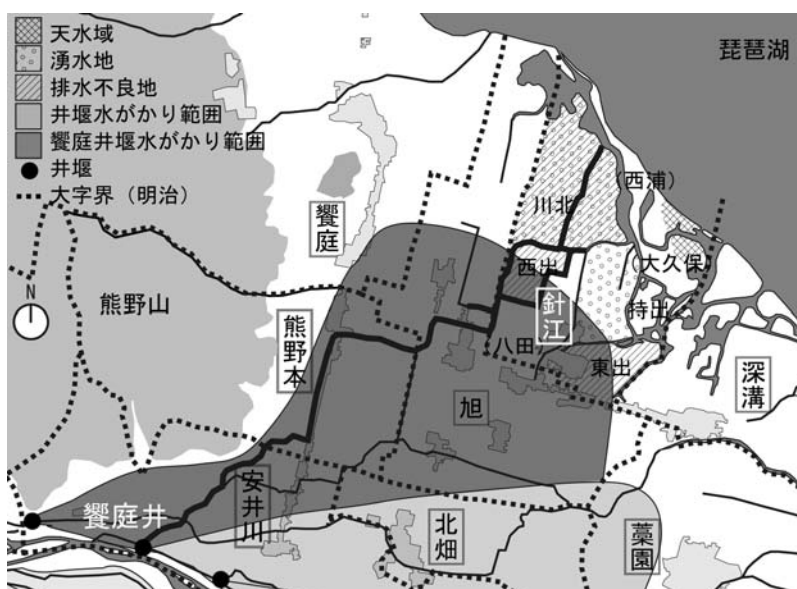 天水域
湧水地
排水不良地
井堰水がかり範囲
饗庭井堰水がかり範囲
井堰
大字界（明治）
琵琶湖
饗庭
川北
（西浦）
西出
（大久保）
N
熊野山
熊野本
針江
持出
八田
東出
旭
深溝
安井川
饗庭井
北畑
藁園